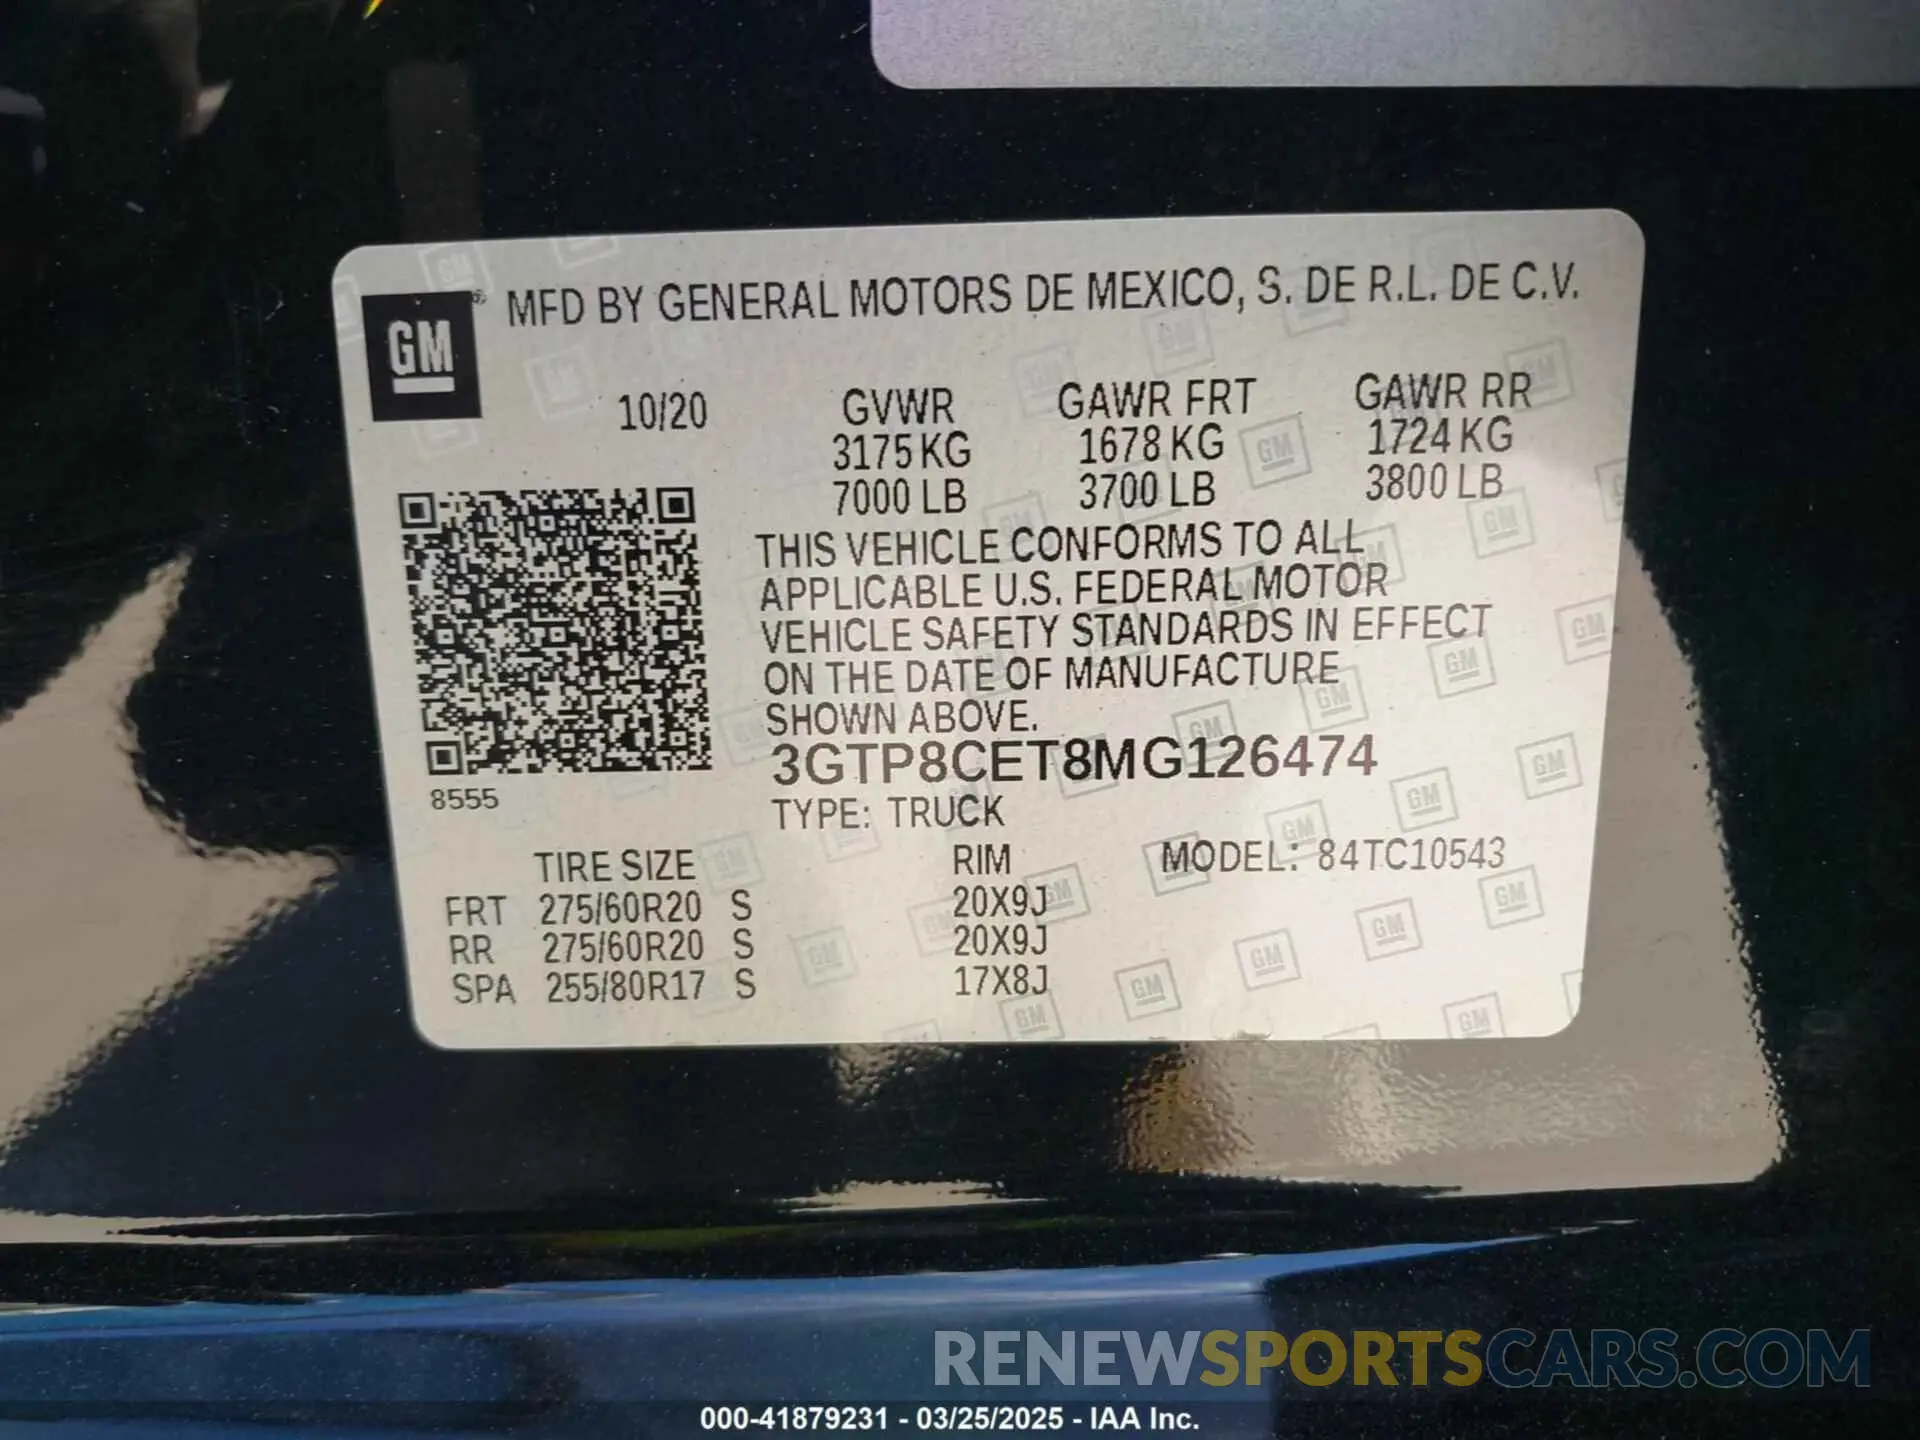 GM
MFD BY GENERAL MOTORS DE MEXICO, S. DE R.L. DE C.V.
10/20 GVWR GAWR FRT GAWR RR
3175 KG 1678 KG 1724 KG
7000 LB 3700 LB 3800 LB
THIS VEHICLE CONFORMS TO ALL
APPLICABLE U.S. FEDERAL MOTOR
VEHICLE SAFETY STANDARDS IN EFFECT
ON THE DATE OF MANUFACTURE
SHOWN ABOVE.
3GTP8CET8MG126474
8555
TYPE: TRUCK
TIRE SIZE RIM MODEL: 84TC10543
FRT 275/60R20 S 20X9J
RR 275/60R20 S 20X9J
SPA 255/80R17 S 17X8J
RENEWSPORTSCARS.COM
000-41879231 - 03/25/2025 - IAA Inc.